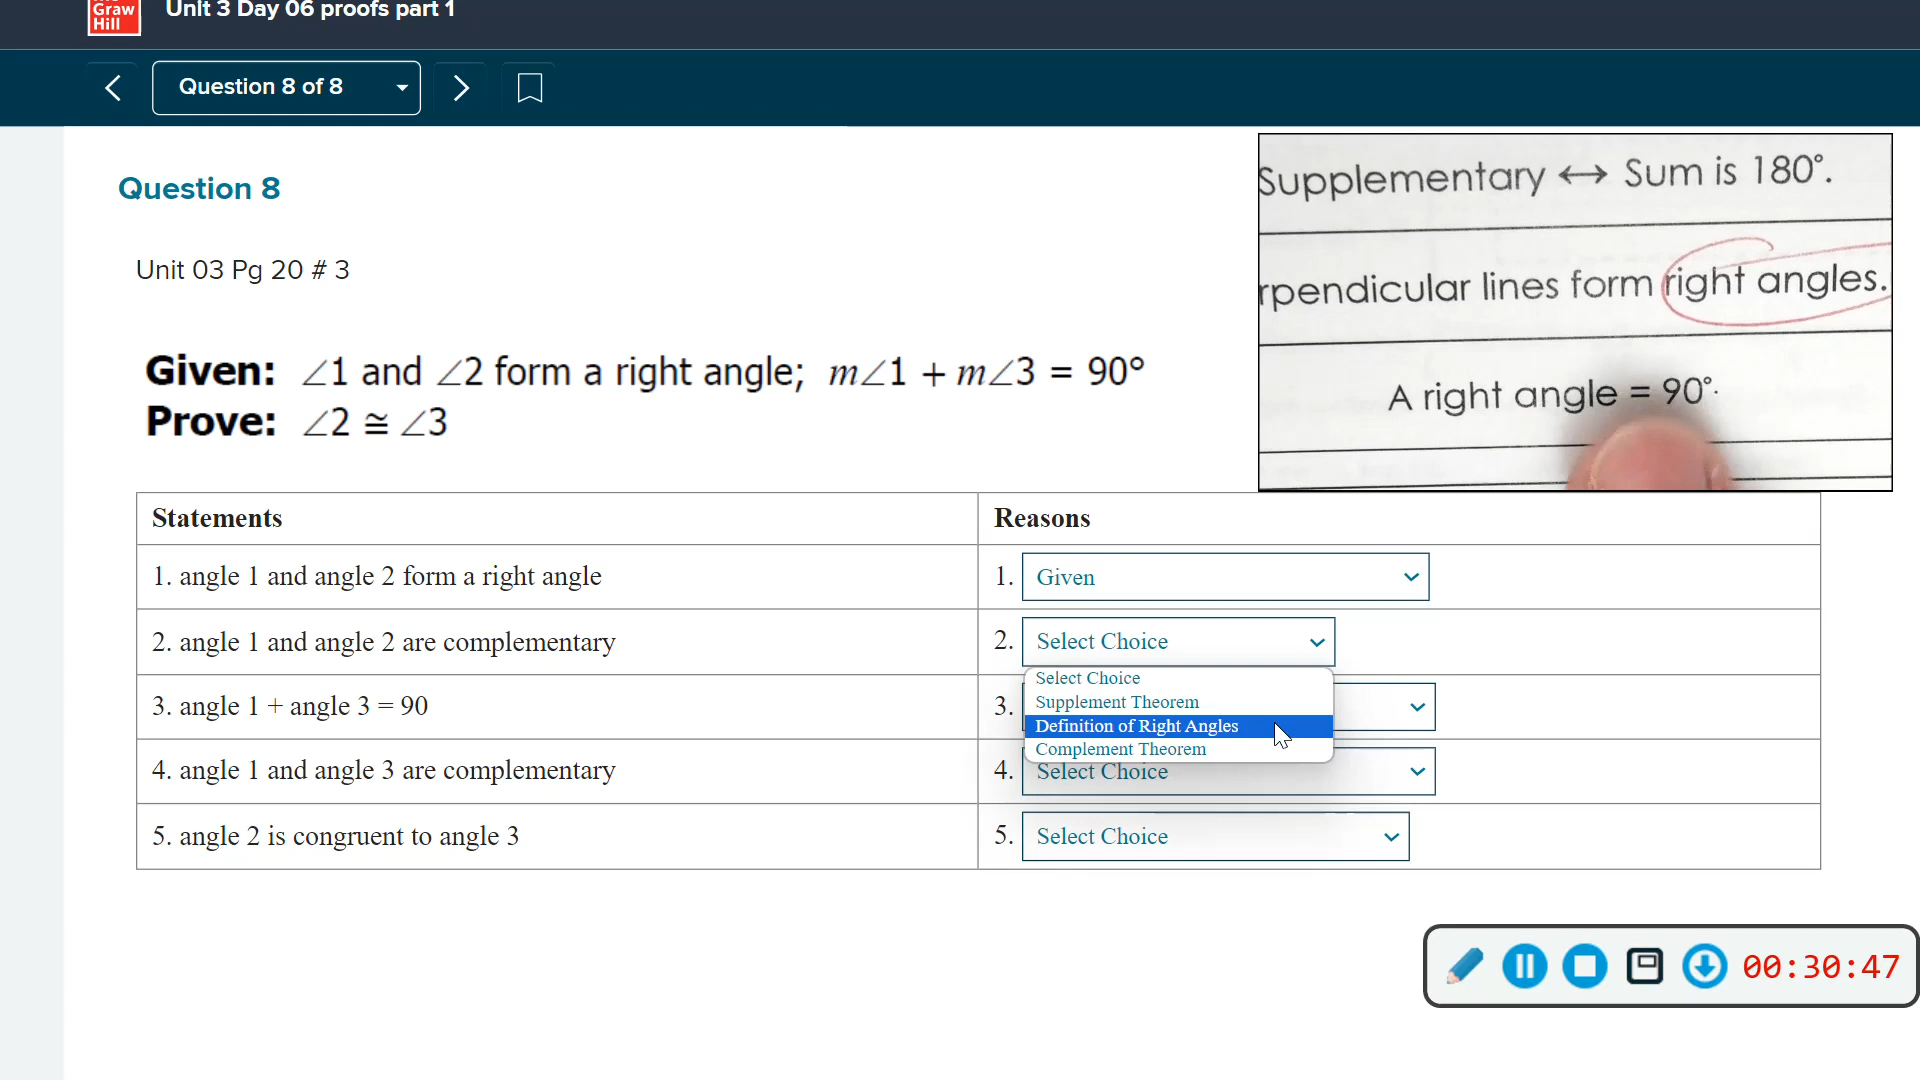 Graw
Hill
Unit 3 Day 06 proofs part 1
Question 8 of 8
Question 8
Unit 03 Pg 20 # 3
Given: ∠1 and ∠2 form a right angle; m∠1 + m∠3 = 90°
Prove: ∠2 ≅ ∠3
Supplementary ↔ Sum is 180°.
rpendicular lines form right angles.
A right angle = 90°.
Statements Reasons
1. angle 1 and angle 2 form a right angle 1. Given
2. angle 1 and angle 2 are complementary 2. Select Choice
Select Choice
Supplement Theorem
Definition of Right Angles
Complement Theorem
3. angle 1 + angle 3 = 90 3.
4. angle 1 and angle 3 are complementary 4. Select Choice
5. angle 2 is congruent to angle 3 5. Select Choice
00:30:47